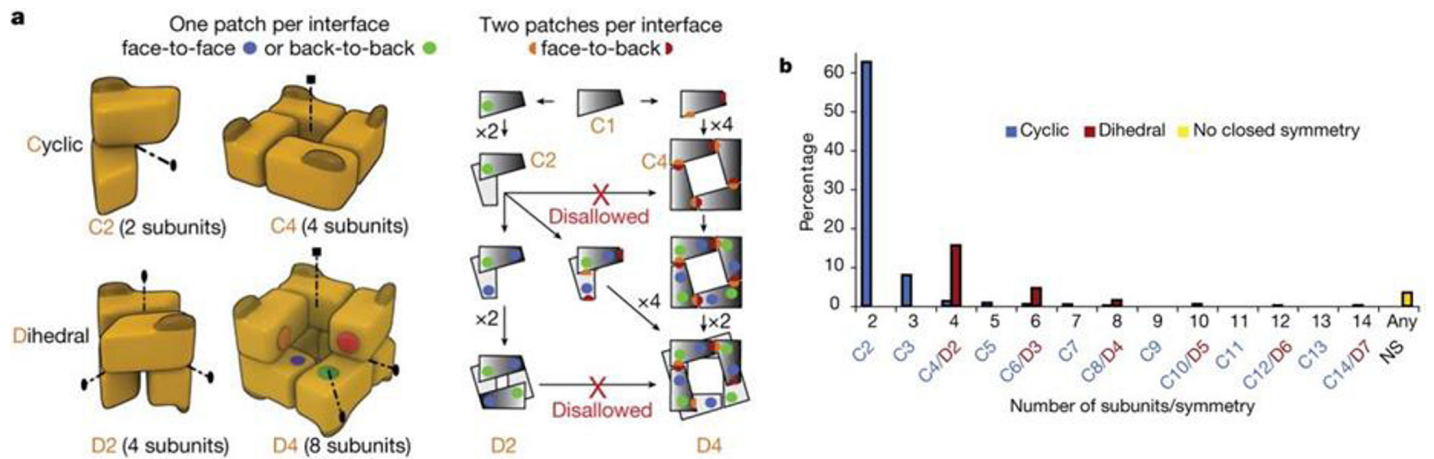 a
One patch per interface
face-to-face or back-to-back
Two patches per interface
face-to-back
Cyclic
C2 (2 subunits)
C4 (4 subunits)
Dihedral
D2 (4 subunits)
D4 (8 subunits)
C1
×2
×4
C2
C4
Disallowed
×4
×2
×2
Disallowed
D2
D4
b
Percentage
60
50
40
30
20
10
0
Cyclic
Dihedral
No closed symmetry
2 3 4 5 6 7 8 9 10 11 12 13 14 Any
C2 C3 C4/D2 C5 C6/D3 C7 C8/D4 C9 C10/D5 C11 C12/D6 C13 C14/D7 NS
Number of subunits/symmetry